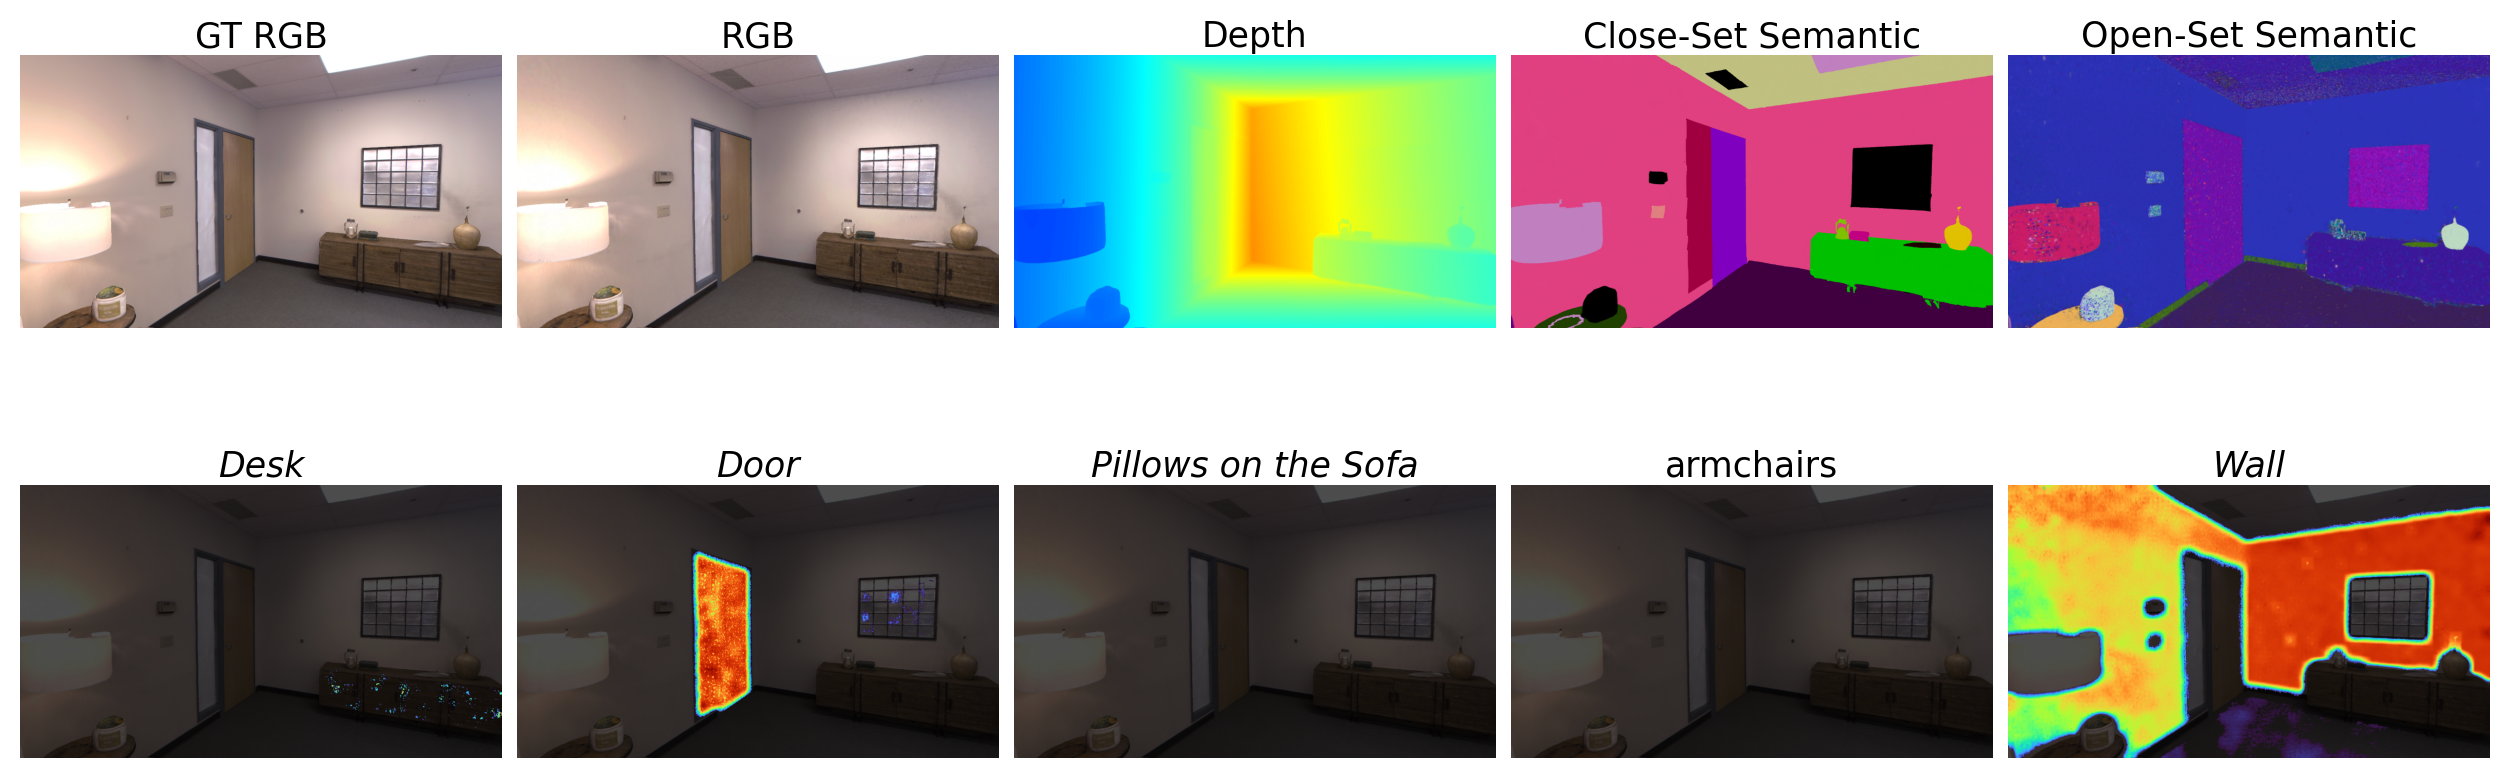 GT RGB
RGB
Depth
Close-Set Semantic
Open-Set Semantic
Desk
Door
Pillows on the Sofa
armchairs
Wall